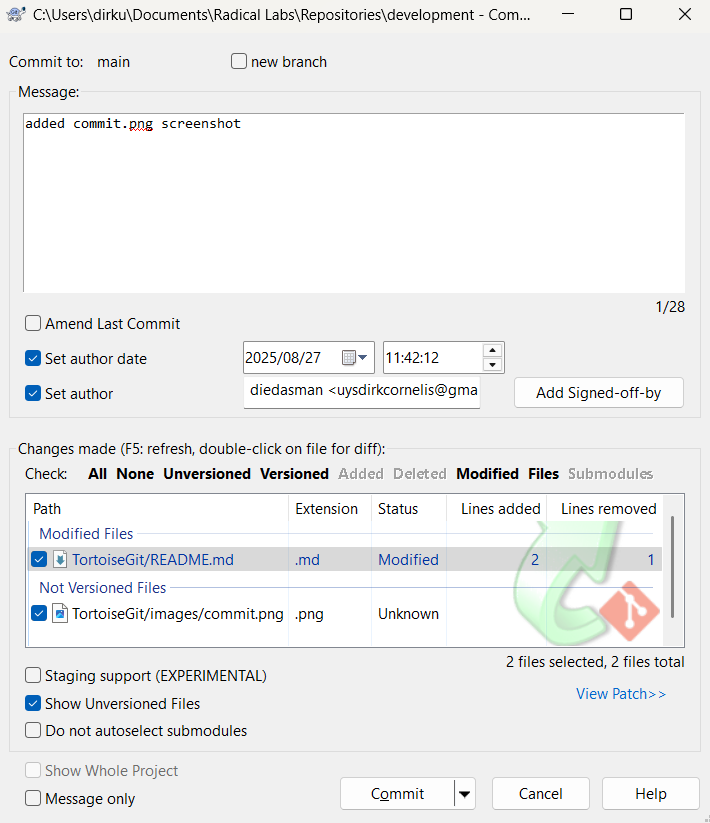 C:\Users\dirku\Documents\Radical Labs\Repositories\development - Com...
Commit to: main new branch
Message:
added commit.png screenshot
1/28
Amend Last Commit
Set author date 2025/08/27 11:42:12
Set author diedasman <uysdirkcornelis@gma Add Signed-off-by
Changes made (F5: refresh, double-click on file for diff):
Check: All None Unversioned Versioned Added Deleted Modified Files Submodules
Path Extension Status Lines added Lines removed
Modified Files
TortoiseGit/README.md .md Modified 2 1
Not Versioned Files
TortoiseGit/images/commit.png .png Unknown
2 files selected, 2 files total
Staging support (EXPERIMENTAL)
View Patch>>
Show Unversioned Files
Do not autoselect submodules
Show Whole Project
Message only
Commit Cancel Help